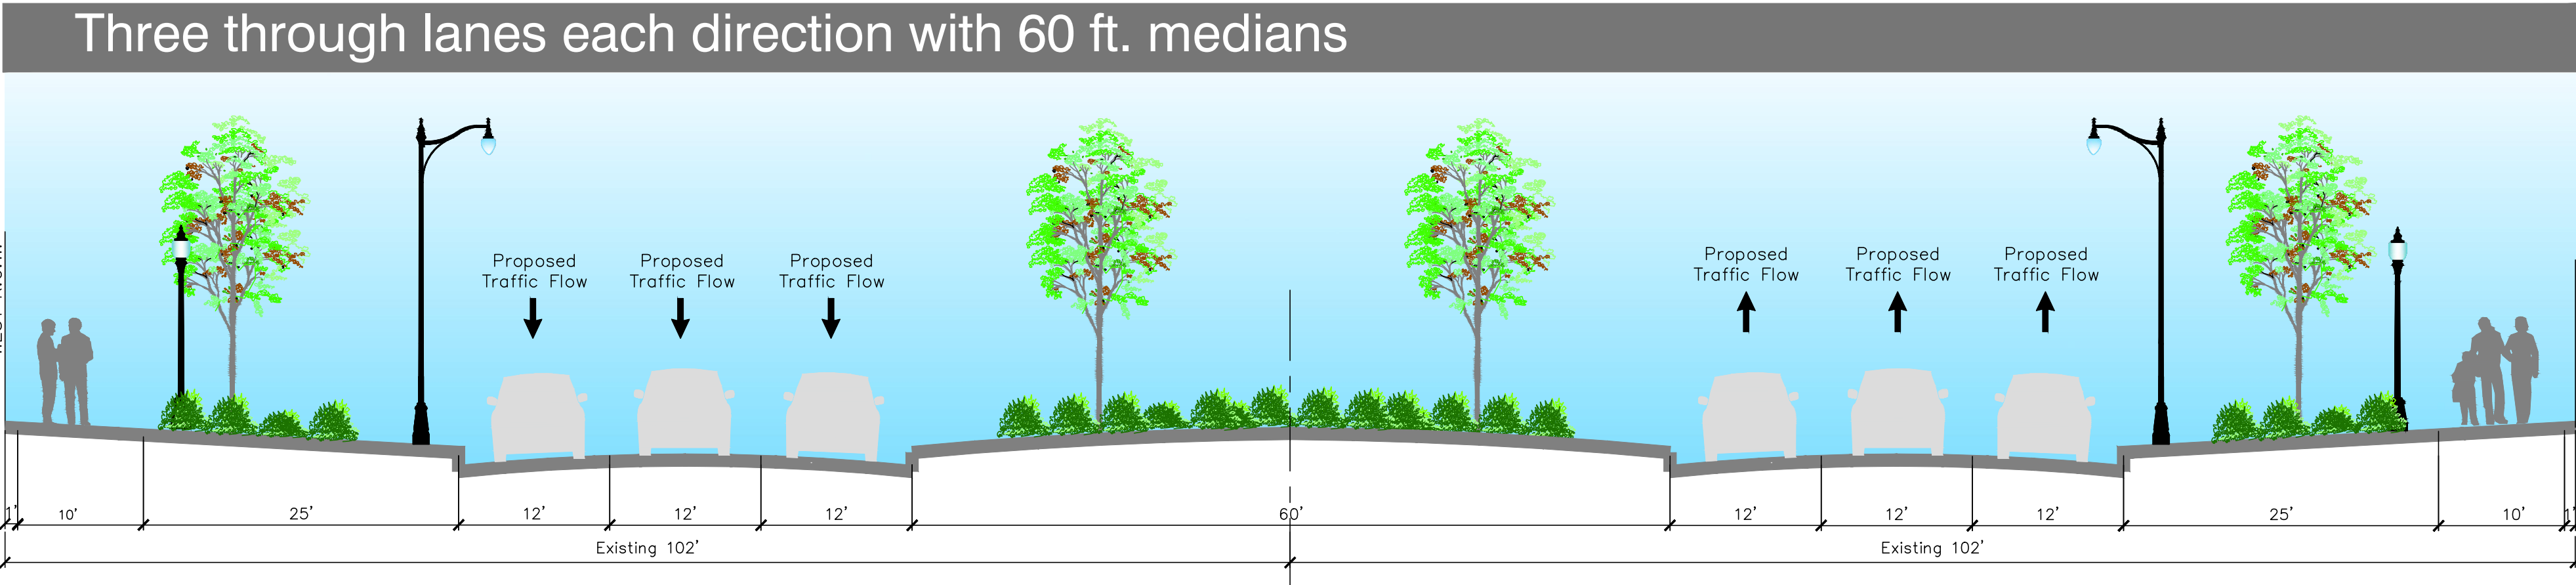 Three through lanes each direction with 60 ft. medians
Proposed
Traffic Flow
Proposed
Traffic Flow
Proposed
Traffic Flow
Proposed
Traffic Flow
Proposed
Traffic Flow
Proposed
Traffic Flow
1' 10' 25' 12' 12' 12' 60' 12' 12' 12' 25' 10' 1'
Existing 102' Existing 102'